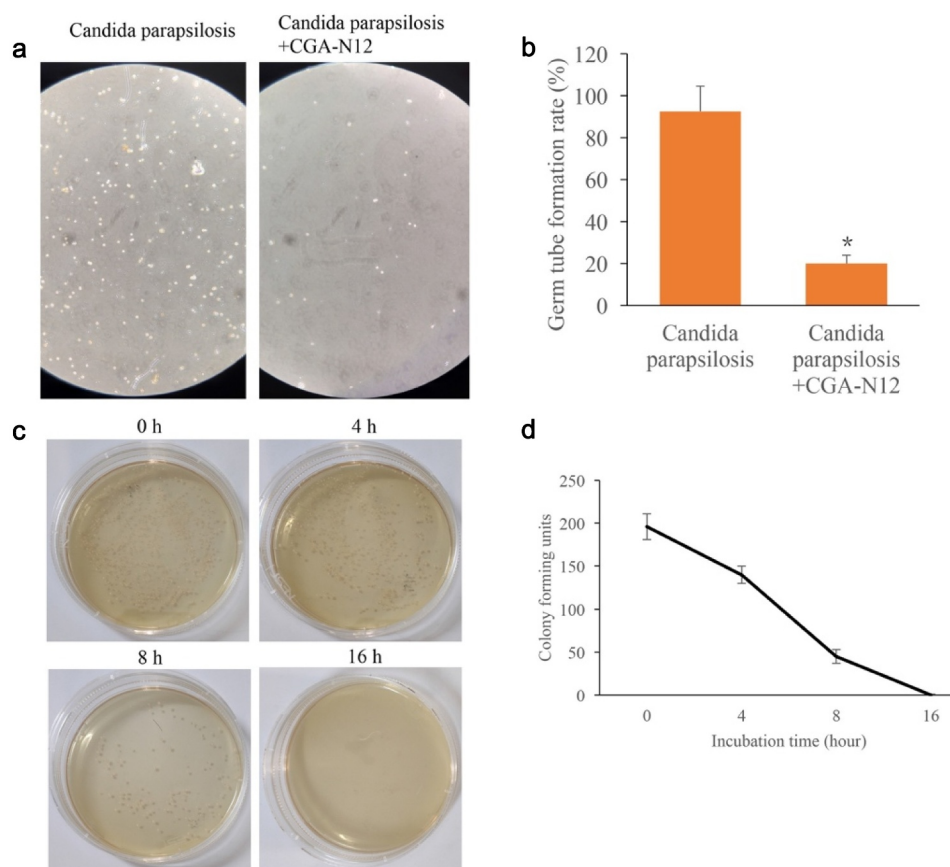 a
Candida parapsilosis
Candida parapsilosis
+CGA-N12
b
Germ tube formation rate (%)
120
100
80
60
40
20
0
*
Candida
parapsilosis
Candida
parapsilosis
+CGA-N12
c
0 h
4 h
8 h
16 h
d
Colony forming units
250
200
150
100
50
0
0
4
8
16
Incubation time (hour)